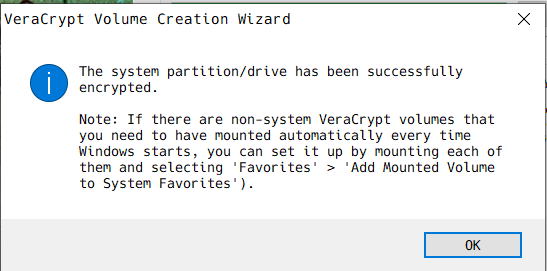 VeraCrypt Volume Creation Wizard
The system partition/drive has been successfully
encrypted.
Note: If there are non-system VeraCrypt volumes that
you need to have mounted automatically every time
Windows starts, you can set it up by mounting each of
them and selecting 'Favorites' > 'Add Mounted Volume
to System Favorites').
OK